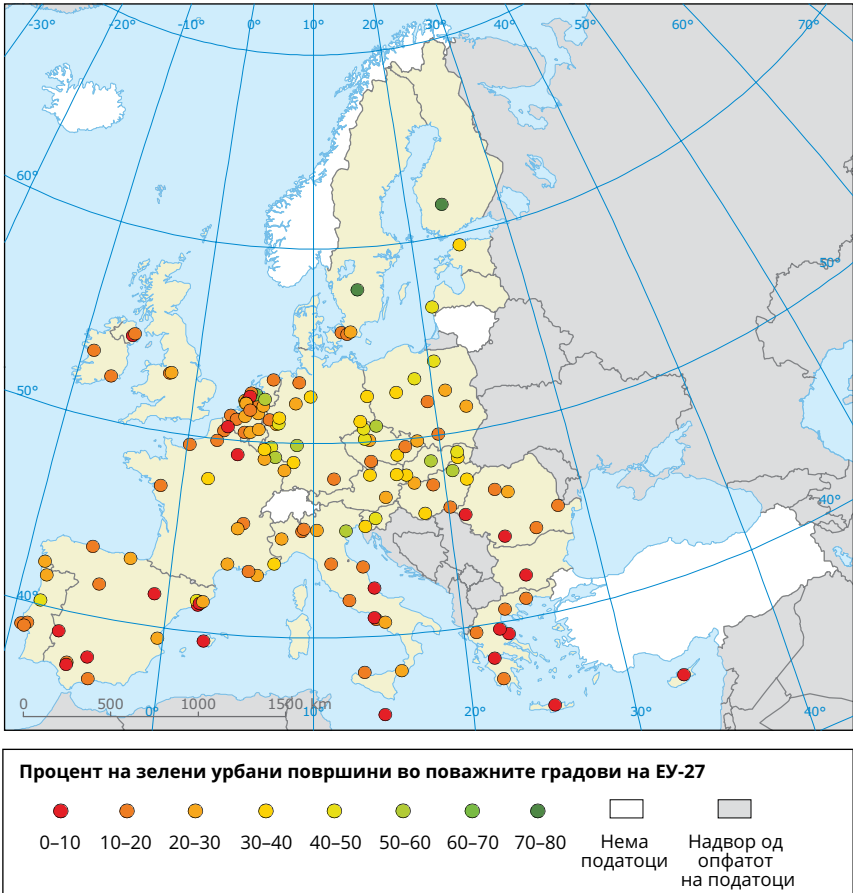 -30° -20° -10° 0° 10° 20° 30° 40° 50° 60° 70°
60°
50°
50°
40°
40°
0 500 1000 1500 km
0° 10° 20° 30° 40°
Процент на зелени урбани површини во поважните градови на ЕУ-27
0–10 10–20 20–30 30–40 40–50 50–60 60–70 70–80 Нема Надвор од
податоци опфатот
на податоци